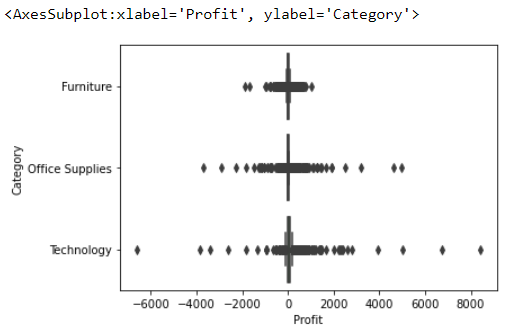 <AxesSubplot:xlabel='Profit', ylabel='Category'>
Furniture
Office Supplies
Technology
Category
−6000 −4000 −2000 0 2000 4000 6000 8000
Profit